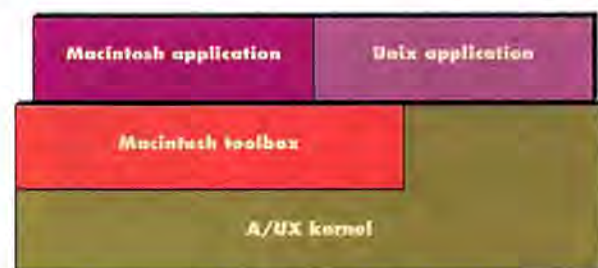 Macintosh application
Unix application
Macintosh toolbox
A/UX kernel